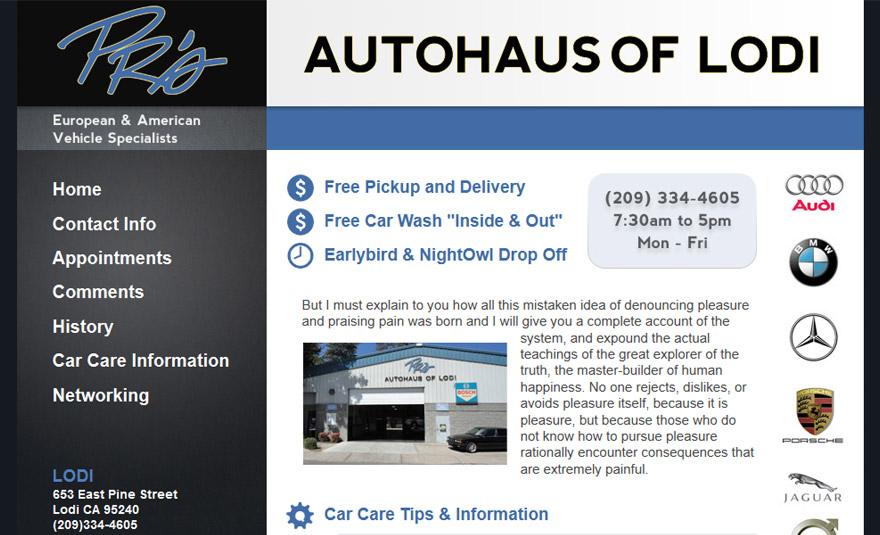 PR's
AUTOHAUS OF LODI
European & American
Vehicle Specialists
Home
Contact Info
Appointments
Comments
History
Car Care Information
Networking
LODI
653 East Pine Street
Lodi CA 95240
(209)334-4605
Free Pickup and Delivery
Free Car Wash "Inside & Out"
Earlybird & NightOwl Drop Off
(209) 334-4605
7:30am to 5pm
Mon - Fri
But I must explain to you how all this mistaken idea of denouncing pleasure
and praising pain was born and I will give you a complete account of the
system, and expound the actual
teachings of the great explorer of the
truth, the master-builder of human
happiness. No one rejects, dislikes, or
avoids pleasure itself, because it is
pleasure, but because those who do
not know how to pursue pleasure
rationally encounter consequences that
are extremely painful.
PR's
AUTOHAUS OF LODI
BOSCH
Car Care Tips & Information
Audi
BMW
PORSCHE
JAGUAR